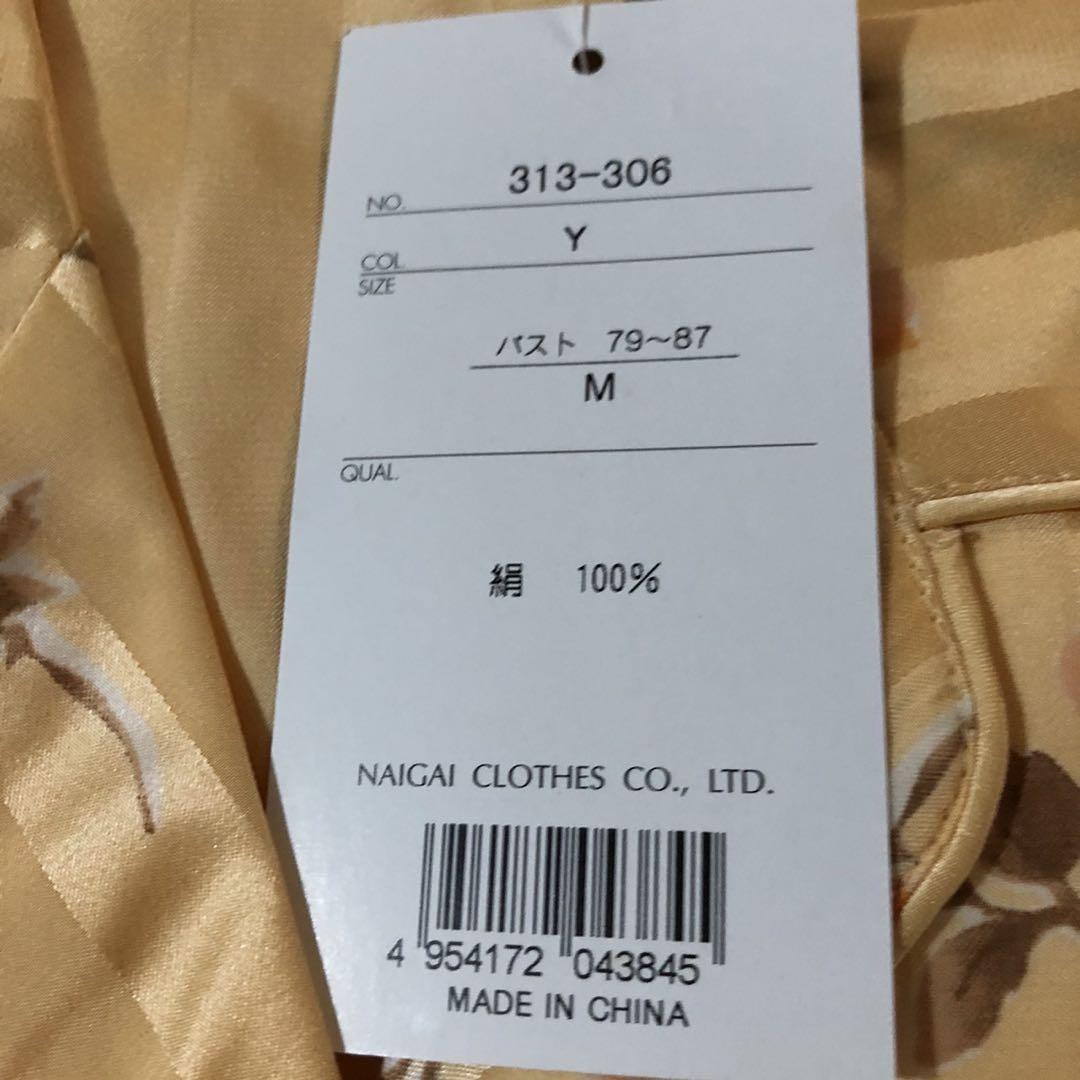 NO. 313-306
COL. Y
SIZE
バスト 79~87
M
QUAL.
絹 100%
NAIGAI CLOTHES CO., LTD.
4 954172 043845
MADE IN CHINA